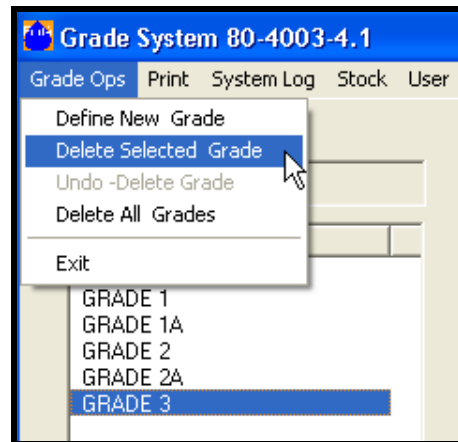 Grade System 80-4003-4.1
Grade Ops Print System Log Stock User
Define New Grade
Delete Selected Grade
Undo -Delete Grade
Delete All Grades
Exit
GRADE 1
GRADE 1A
GRADE 2
GRADE 2A
GRADE 3